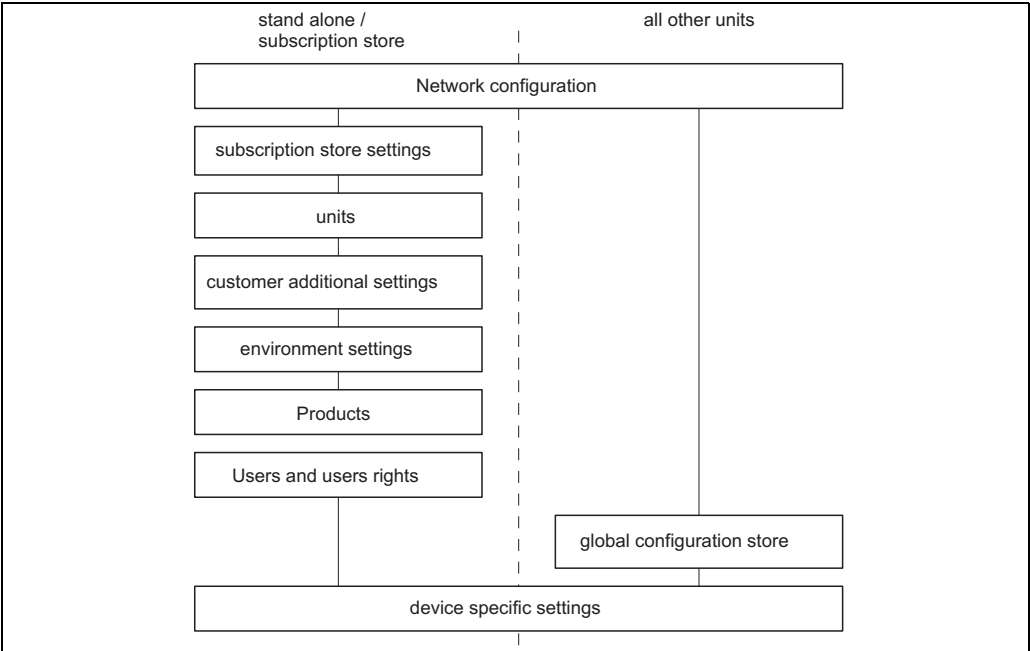 stand alone /
subscription store
all other units
Network configuration
subscription store settings
units
customer additional settings
environment settings
Products
Users and users rights
global configuration store
device specific settings